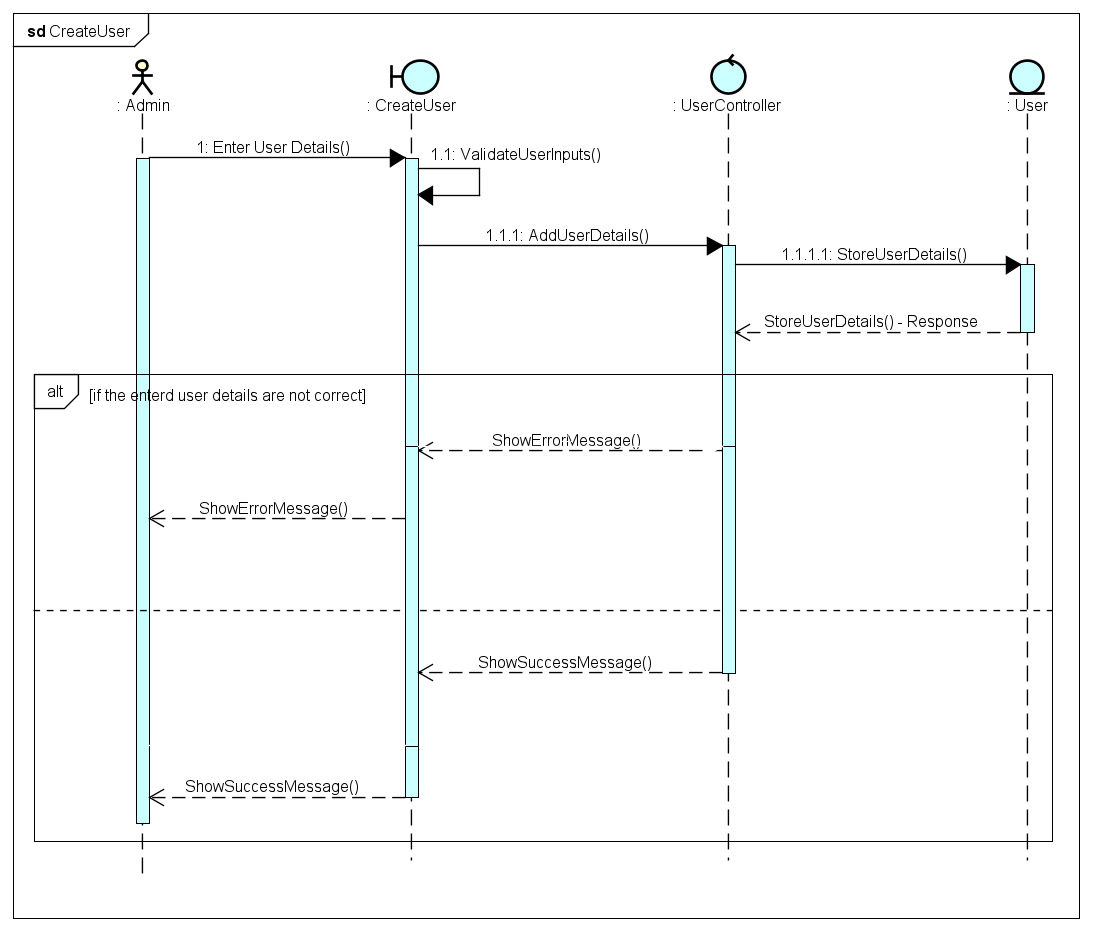 sd CreateUser
: Admin
: CreateUser
: UserController
: User
1: Enter User Details()
1.1: ValidateUserInputs()
1.1.1: AddUserDetails()
1.1.1.1: StoreUserDetails()
StoreUserDetails() - Response
alt
[if the enterd user details are not correct]
ShowErrorMessage()
ShowErrorMessage()
ShowSuccessMessage()
ShowSuccessMessage()